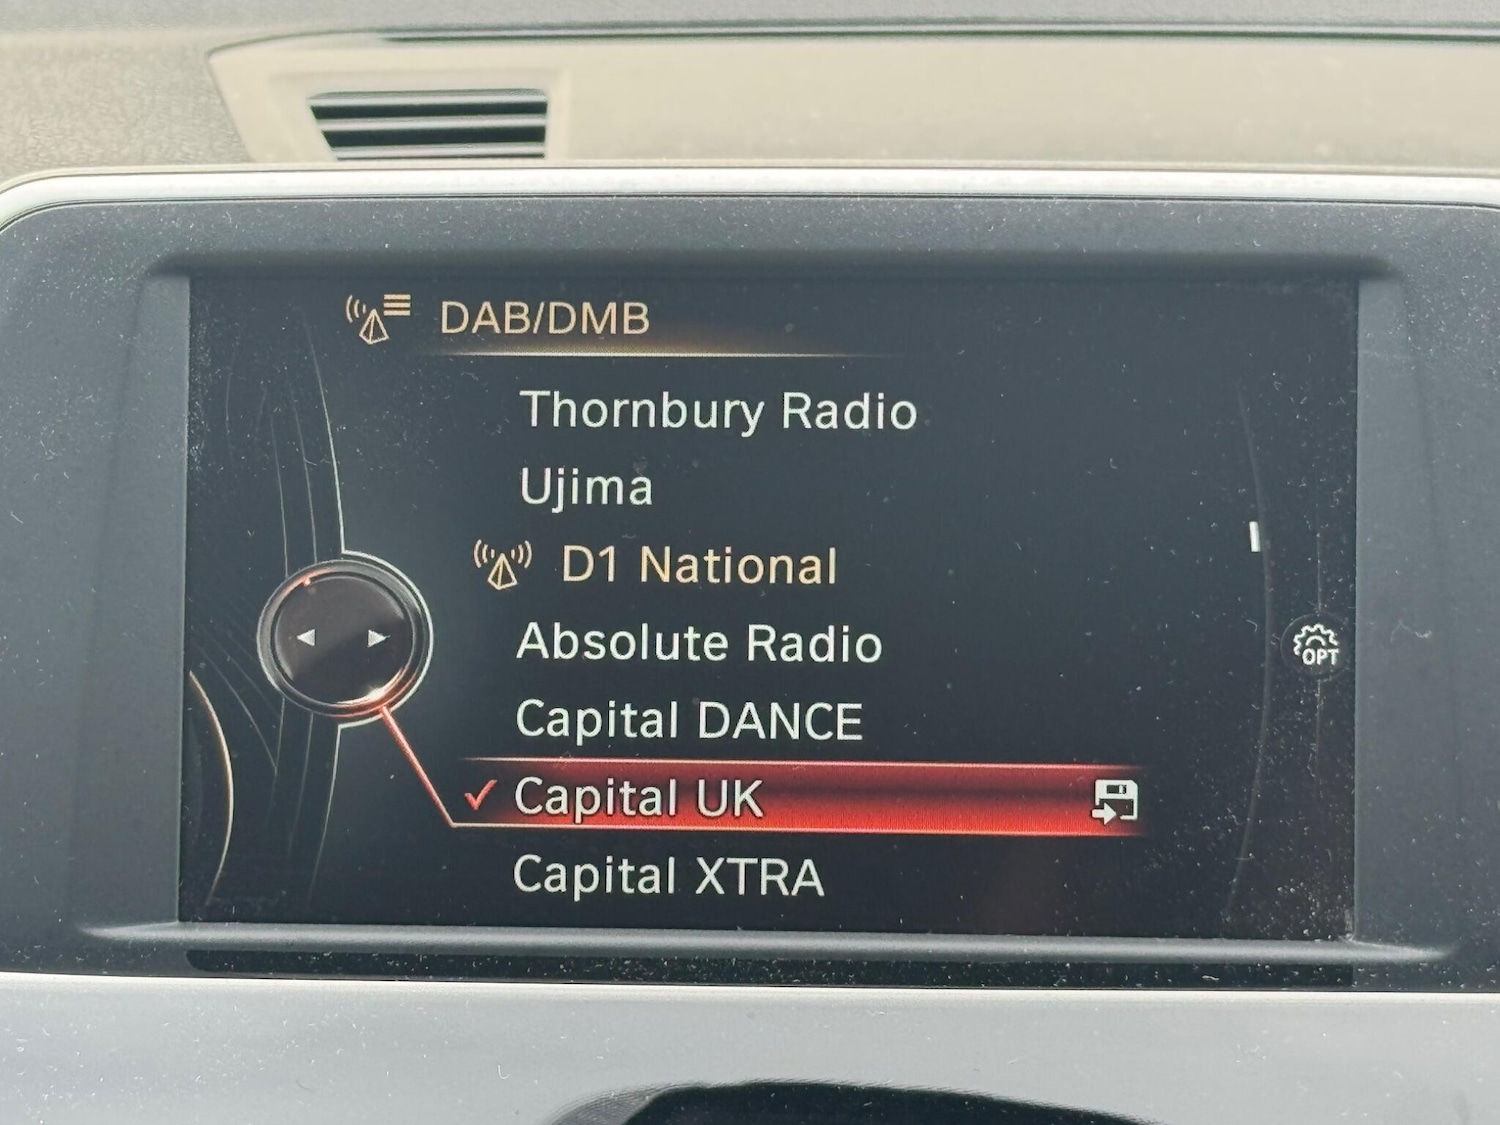 DAB/DMB
Thornbury Radio
Ujima
D1 National
Absolute Radio
Capital DANCE
Capital UK
Capital XTRA
OPT